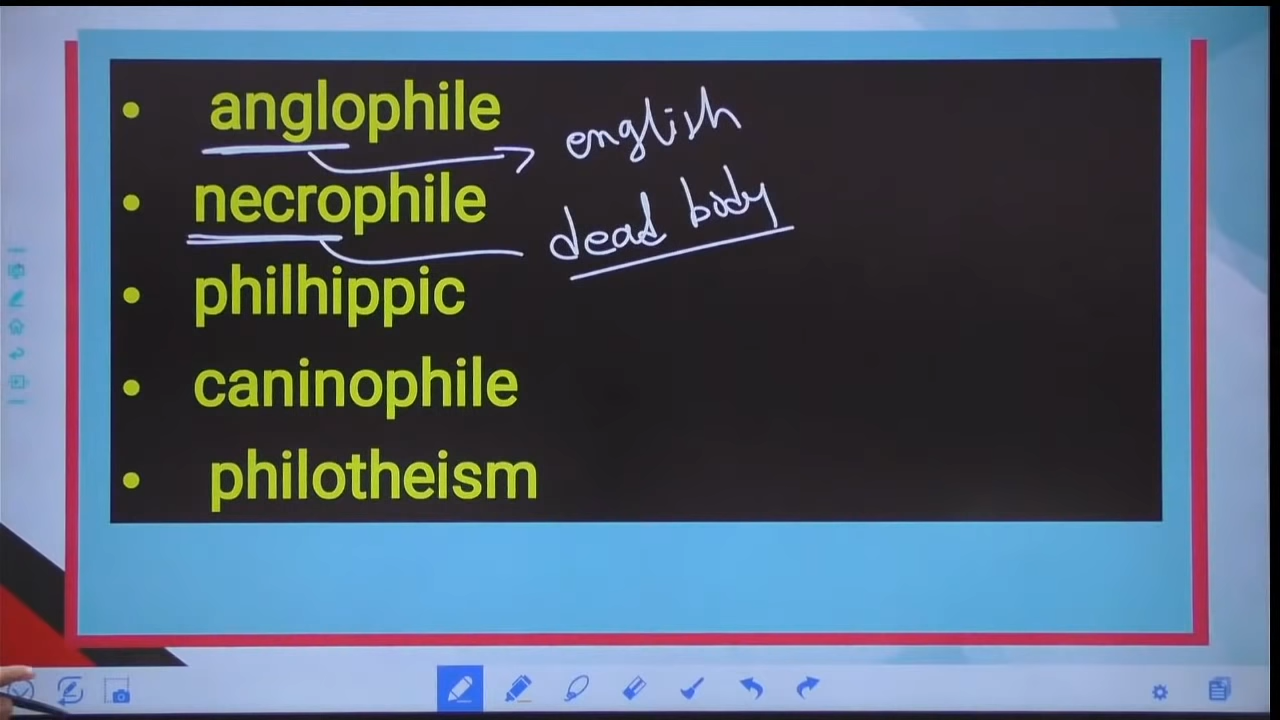 • anglophile english
• necrophile dead body
• philhippic
• caninophile
• philotheism